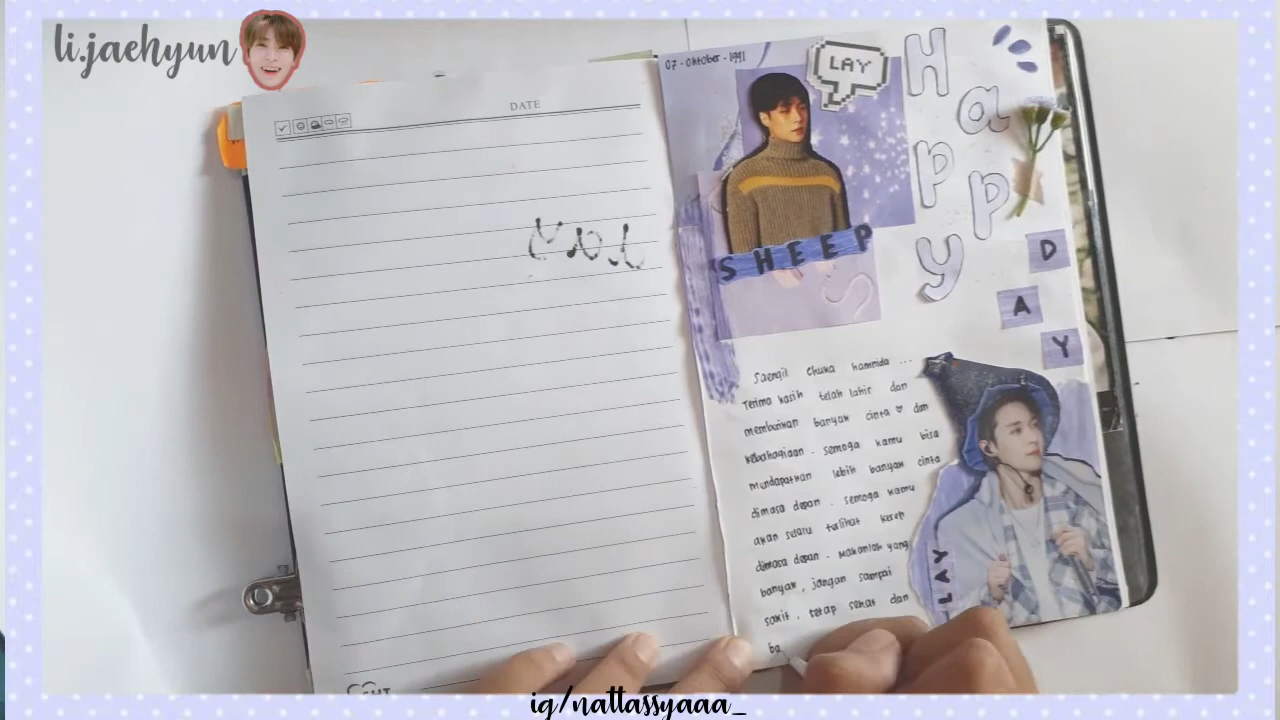 li.jaehyun
DATE
07 - Oktober - 1991
LAY
Happy
DAY
SHEEP
S
Saengil Chuka hamnida ...
Terima kasih telah lahir dan
memberikan banyak cinta ♡ dan
kebahagiaan . semoga kamu bisa
mendapatkan lebih banyak cinta
dimasa depan . semoga kamu
akan selalu terlihat keren
dimasa depan . makanlah yang
banyak , jangan sampai
sakit . tetap sehat dan
ba
LAY
ig/nattassyaaa_